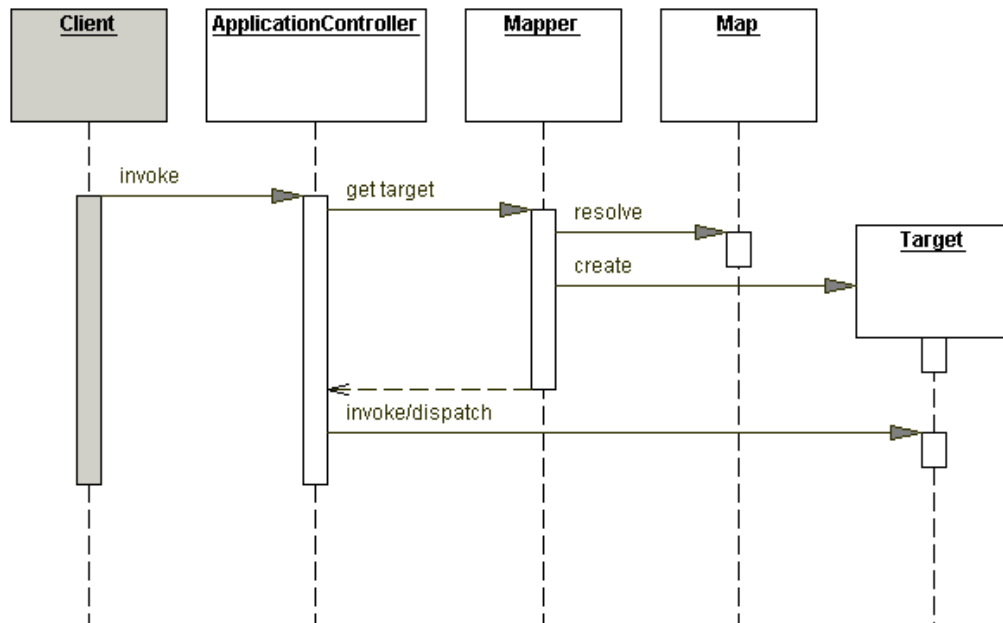 Client
ApplicationController
Mapper
Map
invoke
get target
resolve
Target
create
invoke/dispatch